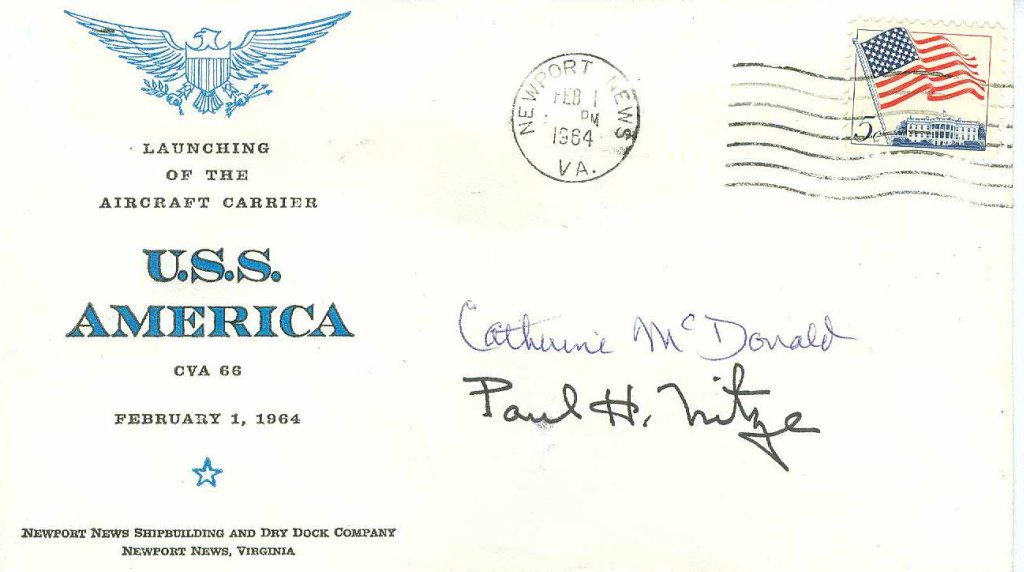 LAUNCHING
OF THE
AIRCRAFT CARRIER
U.S.S.
AMERICA
CVA 66
FEBRUARY 1, 1964
NEWPORT NEWS SHIPBUILDING AND DRY DOCK COMPANY
NEWPORT NEWS, VIRGINIA
NEWPORT NEWS
FEB 1
PM
1964
VA.
5c
Catherine McDonald
Paul H. Nitze